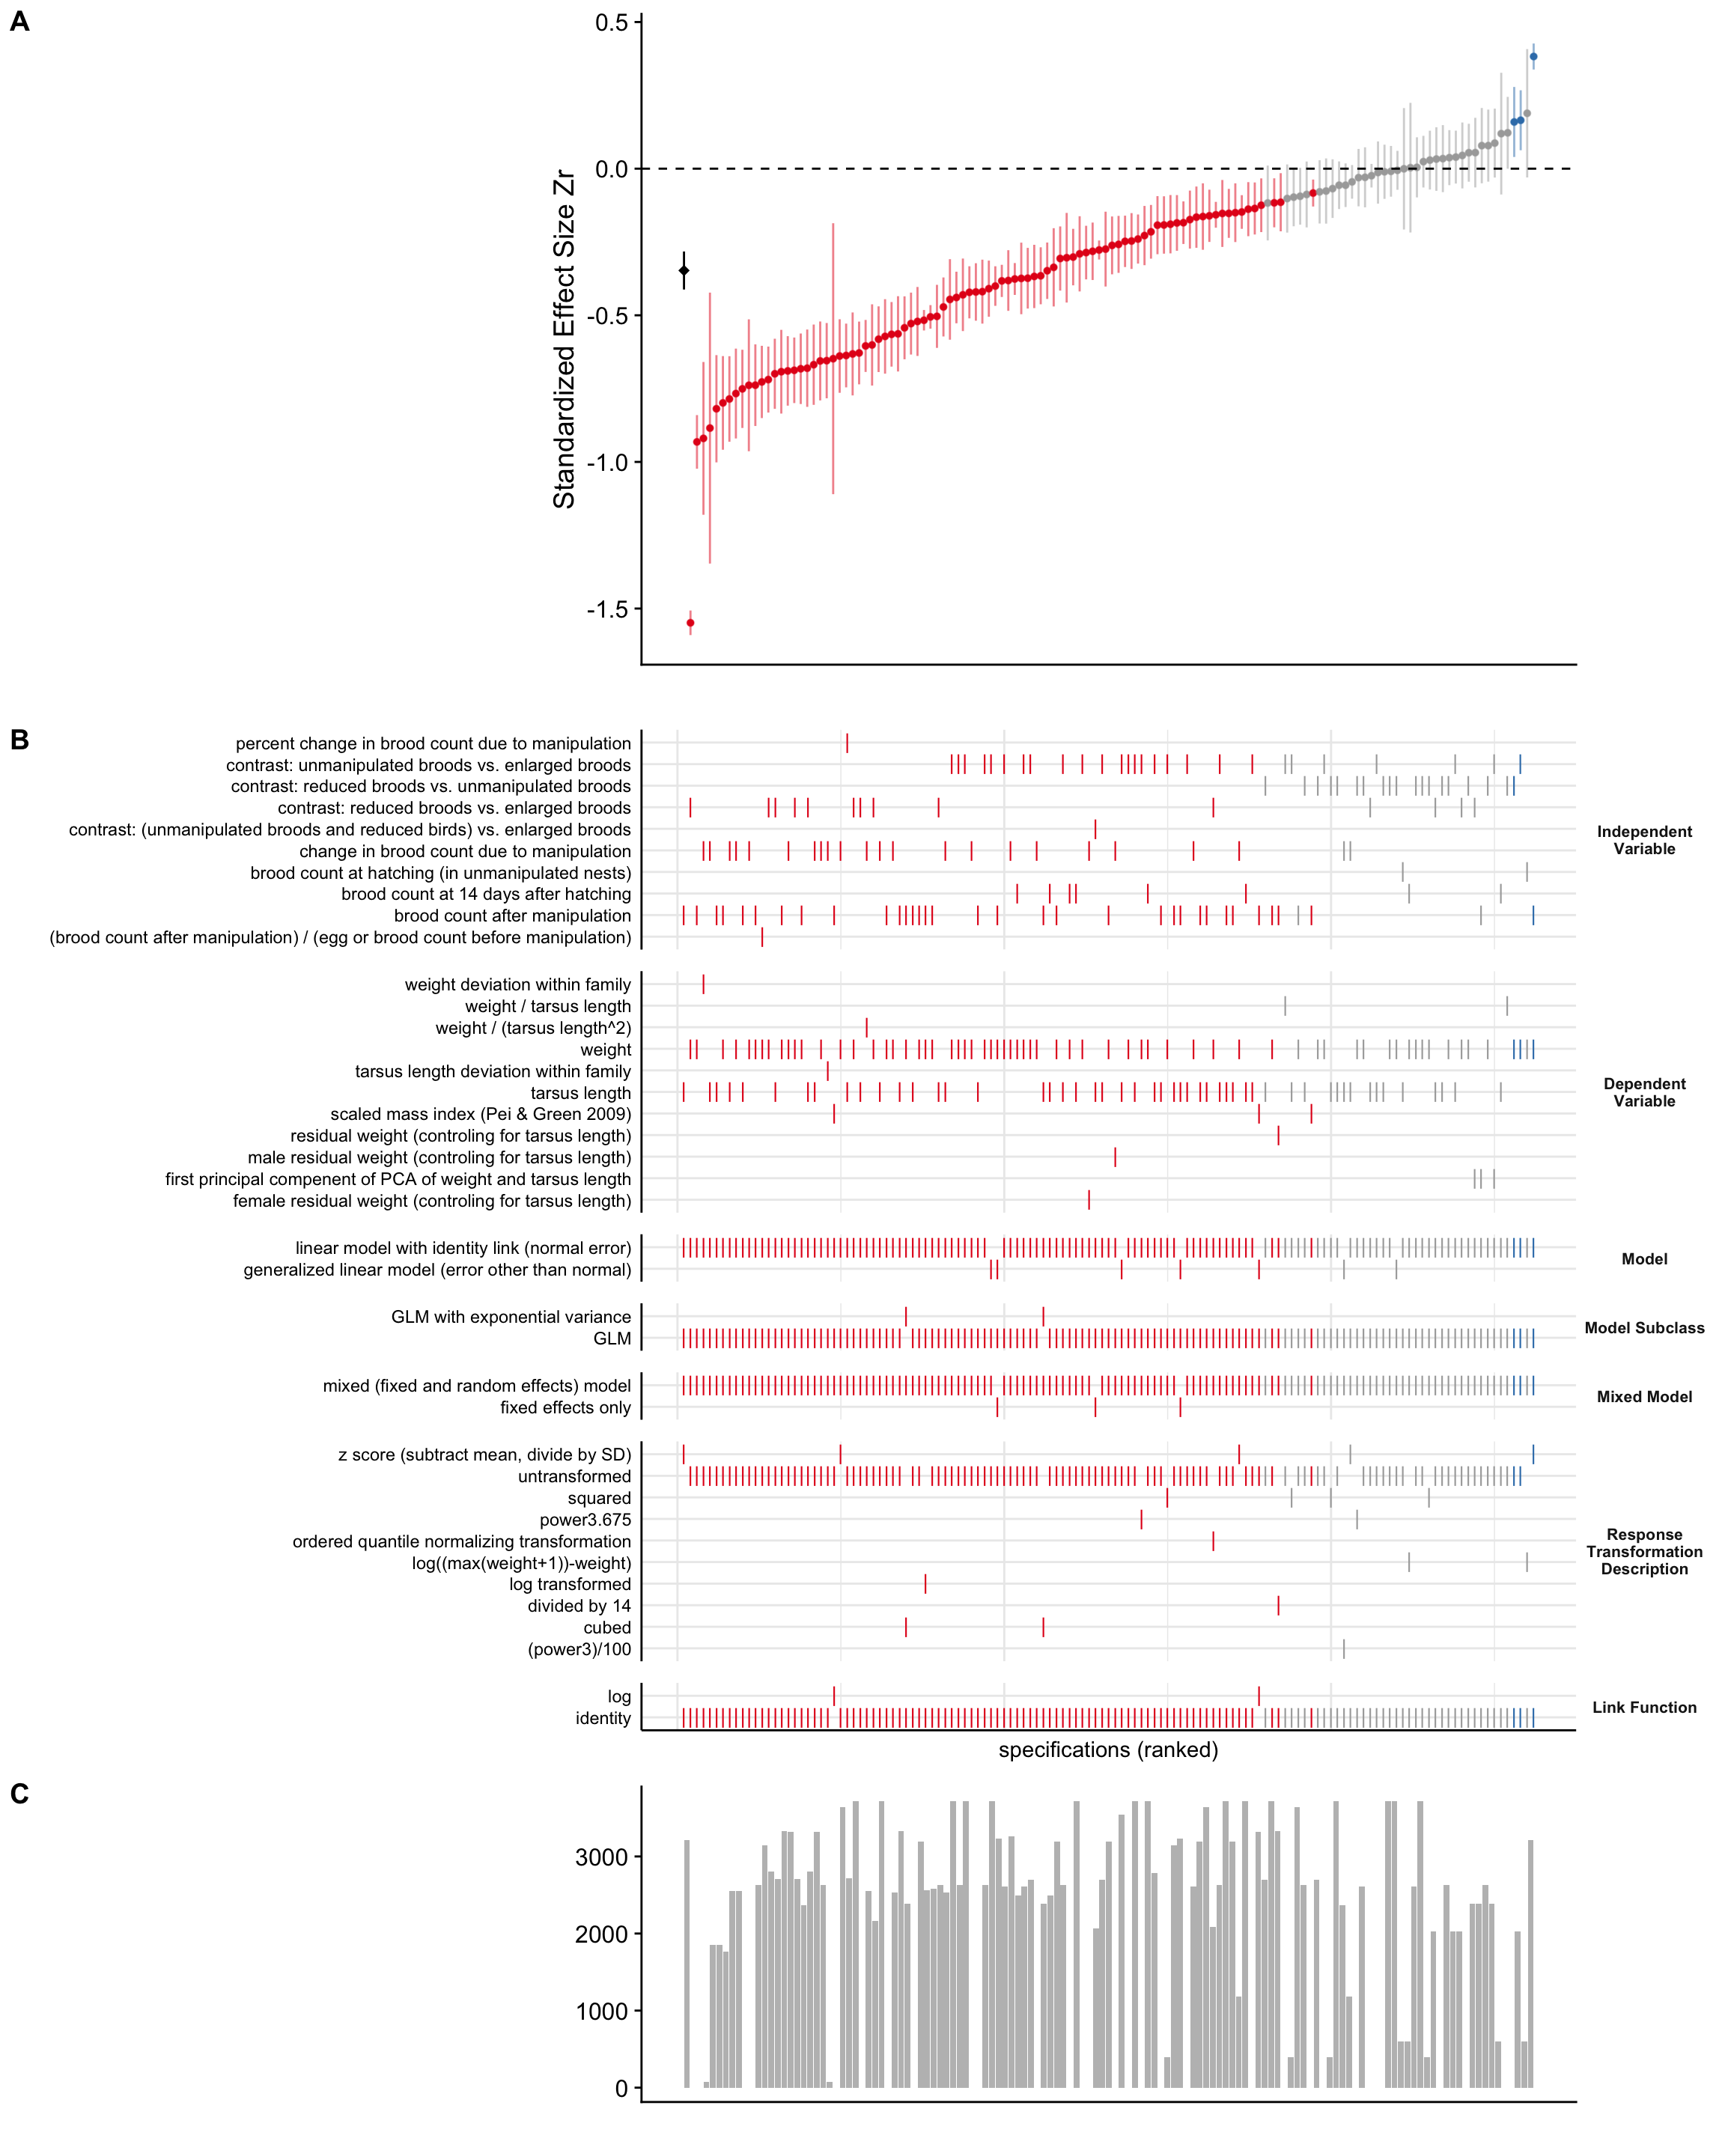 A
Standardized Effect Size Zr
0.5
0.0
-0.5
-1.0
-1.5
B
percent change in brood count due to manipulation
contrast: unmanipulated broods vs. enlarged broods
contrast: reduced broods vs. unmanipulated broods
contrast: reduced broods vs. enlarged broods
contrast: (unmanipulated broods and reduced birds) vs. enlarged broods
change in brood count due to manipulation
brood count at hatching (in unmanipulated nests)
brood count at 14 days after hatching
brood count after manipulation
(brood count after manipulation) / (egg or brood count before manipulation)
Independent
Variable
weight deviation within family
weight / tarsus length
weight / (tarsus length^2)
weight
tarsus length deviation within family
tarsus length
scaled mass index (Pei & Green 2009)
residual weight (controling for tarsus length)
male residual weight (controling for tarsus length)
first principal compenent of PCA of weight and tarsus length
female residual weight (controling for tarsus length)
Dependent
Variable
linear model with identity link (normal error)
generalized linear model (error other than normal)
Model
GLM with exponential variance
GLM
Model Subclass
mixed (fixed and random effects) model
fixed effects only
Mixed Model
z score (subtract mean, divide by SD)
untransformed
squared
power3.675
ordered quantile normalizing transformation
log((max(weight+1))-weight)
log transformed
divided by 14
cubed
(power3)/100
Response
Transformation
Description
log
identity
Link Function
specifications (ranked)
C
3000
2000
1000
0